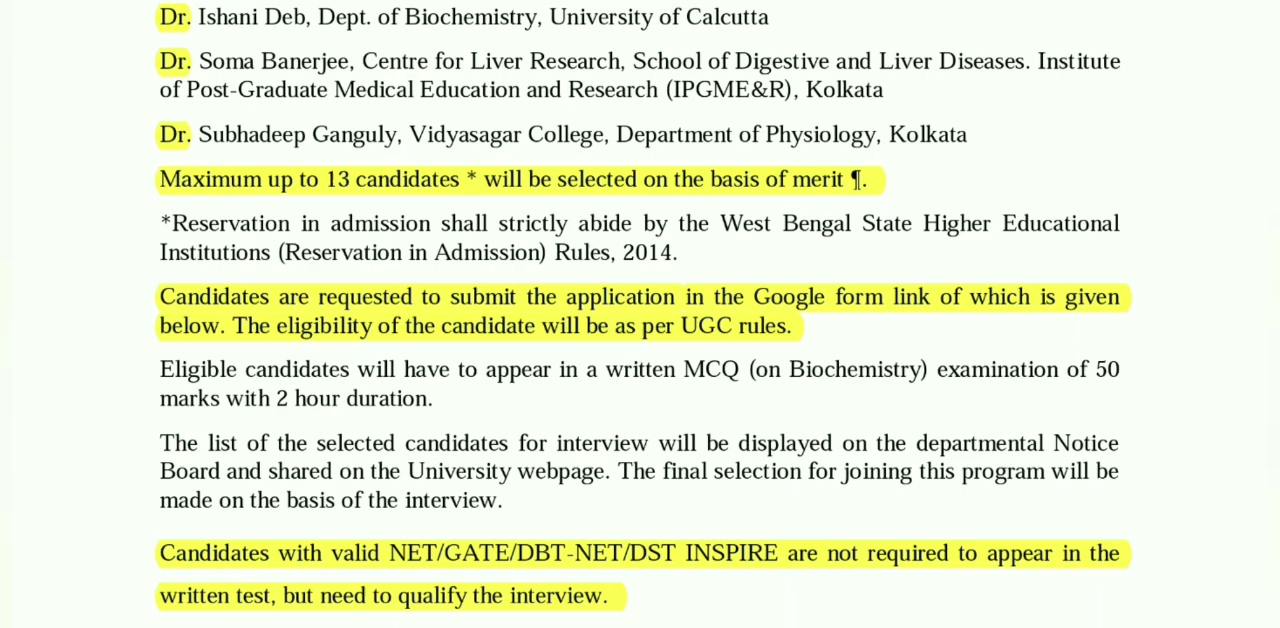 Dr. Ishani Deb, Dept. of Biochemistry, University of Calcutta
Dr. Soma Banerjee, Centre for Liver Research, School of Digestive and Liver Diseases. Institute
of Post-Graduate Medical Education and Research (IPGME&R), Kolkata
Dr. Subhadeep Ganguly, Vidyasagar College, Department of Physiology, Kolkata
Maximum up to 13 candidates * will be selected on the basis of merit ¶.
*Reservation in admission shall strictly abide by the West Bengal State Higher Educational
Institutions (Reservation in Admission) Rules, 2014.
Candidates are requested to submit the application in the Google form link of which is given
below. The eligibility of the candidate will be as per UGC rules.
Eligible candidates will have to appear in a written MCQ (on Biochemistry) examination of 50
marks with 2 hour duration.
The list of the selected candidates for interview will be displayed on the departmental Notice
Board and shared on the University webpage. The final selection for joining this program will be
made on the basis of the interview.
Candidates with valid NET/GATE/DBT-NET/DST INSPIRE are not required to appear in the
written test, but need to qualify the interview.